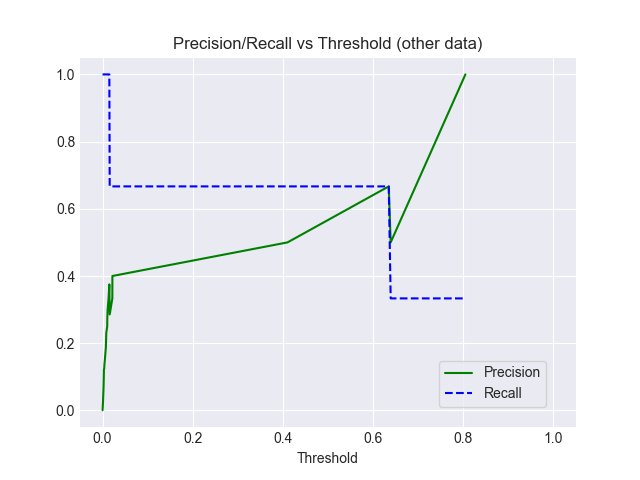 Precision/Recall vs Threshold (other data)
1.0
0.8
0.6
0.4
0.2
0.0
Precision
Recall
0.0 0.2 0.4 0.6 0.8 1.0
Threshold